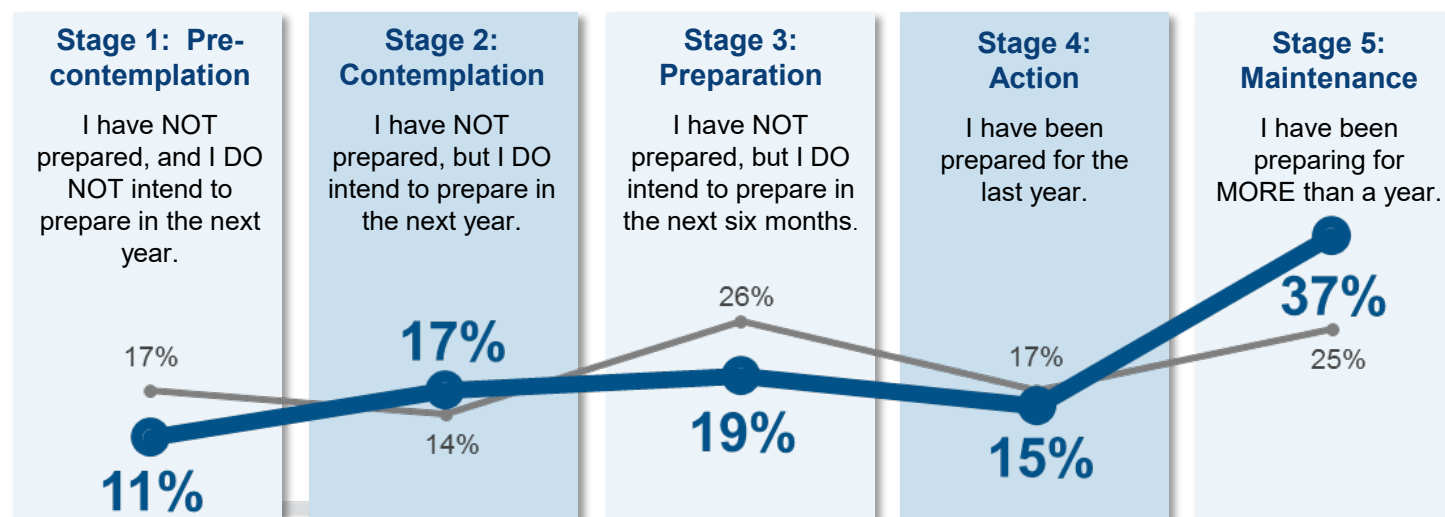 Stage 1:  Pre-
contemplation
I have NOT
prepared, and I DO
NOT intend to
prepare in the next
year.
17%
11%
Stage 2:
Contemplation
I have NOT
prepared, but I DO
intend to prepare in
the next year.
17%
14%
Stage 3:
Preparation
I have NOT
prepared, but I DO
intend to prepare in
the next six months.
26%
19%
Stage 4:
Action
I have been
prepared for the
last year.
17%
15%
Stage 5:
Maintenance
I have been
preparing for
MORE than a year.
37%
25%